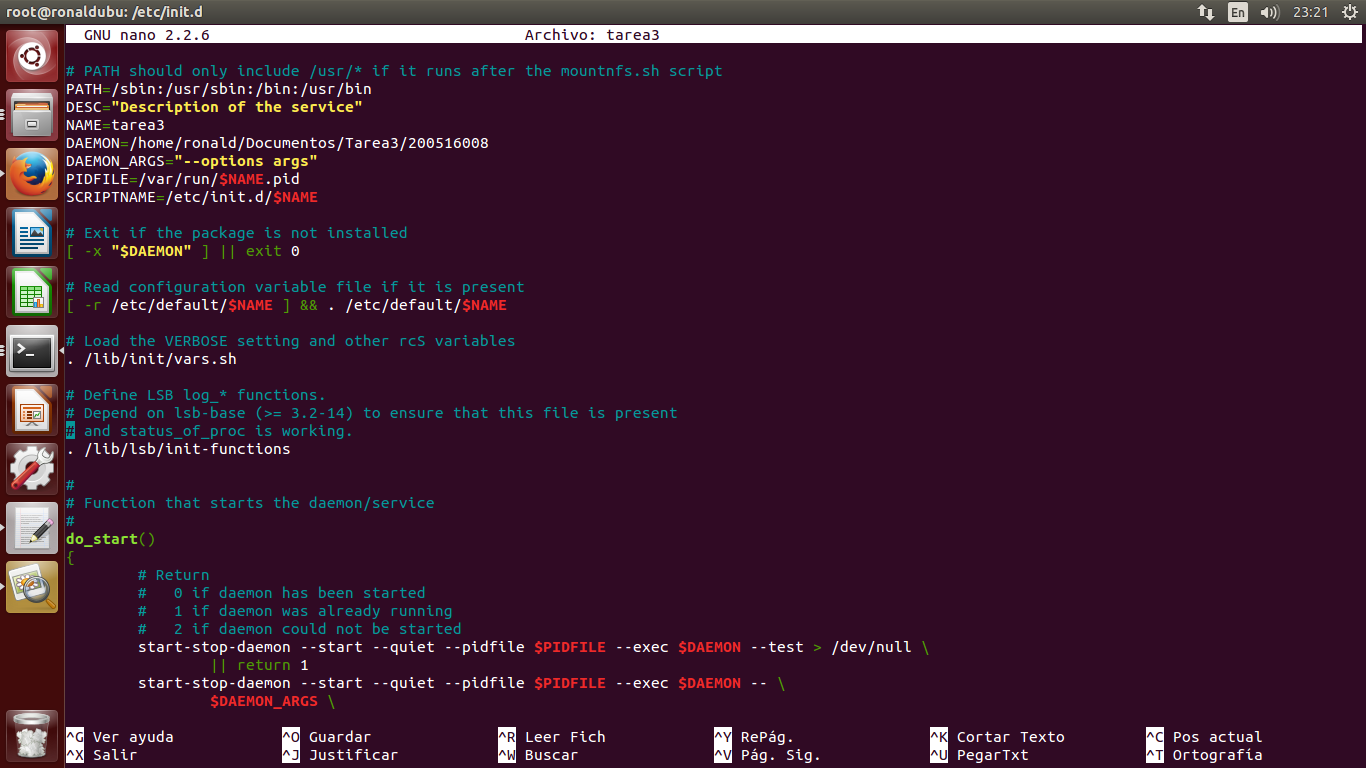 root@ronaldubu: /etc/init.d
En
23:21
GNU nano 2.2.6 Archivo: tarea3
# PATH should only include /usr/* if it runs after the mountnfs.sh script
PATH=/sbin:/usr/sbin:/bin:/usr/bin
DESC="Description of the service"
NAME=tarea3
DAEMON=/home/ronald/Documentos/Tarea3/200516008
DAEMON_ARGS="--options args"
PIDFILE=/var/run/$NAME.pid
SCRIPTNAME=/etc/init.d/$NAME
# Exit if the package is not installed
[ -x "$DAEMON" ] || exit 0
# Read configuration variable file if it is present
[ -r /etc/default/$NAME ] && . /etc/default/$NAME
# Load the VERBOSE setting and other rcS variables
. /lib/init/vars.sh
# Define LSB log_* functions.
# Depend on lsb-base (>= 3.2-14) to ensure that this file is present
# and status_of_proc is working.
. /lib/lsb/init-functions
#
# Function that starts the daemon/service
#
do_start()
{
# Return
#   0 if daemon has been started
#   1 if daemon was already running
#   2 if daemon could not be started
start-stop-daemon --start --quiet --pidfile $PIDFILE --exec $DAEMON --test > /dev/null \
|| return 1
start-stop-daemon --start --quiet --pidfile $PIDFILE --exec $DAEMON -- \
$DAEMON_ARGS \
^G Ver ayuda ^O Guardar ^R Leer Fich ^Y RePág. ^K Cortar Texto ^C Pos actual
^X Salir ^J Justificar ^W Buscar ^V Pág. Sig. ^U PegarTxt ^T Ortografía